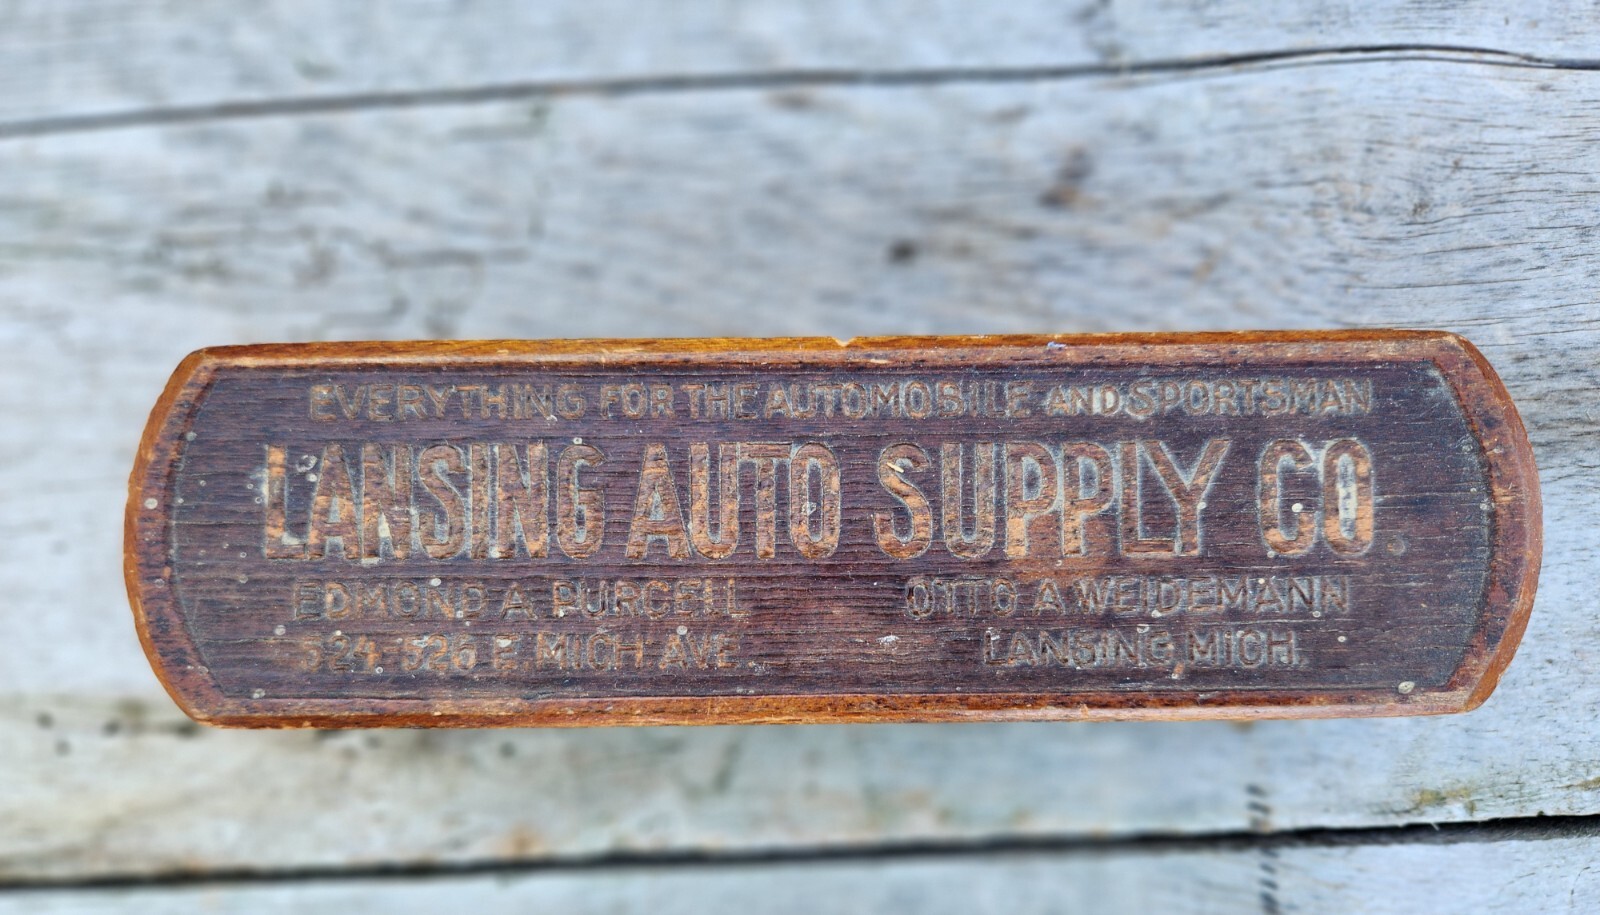 EVERYTHING FOR THE AUTOMOBILE AND SPORTSMAN
LANSING AUTO SUPPLY CO
EDMOND A. PURCELL OTTO A WEIDEMANN
524-526 E. MICH AVE. LANSING, MICH.